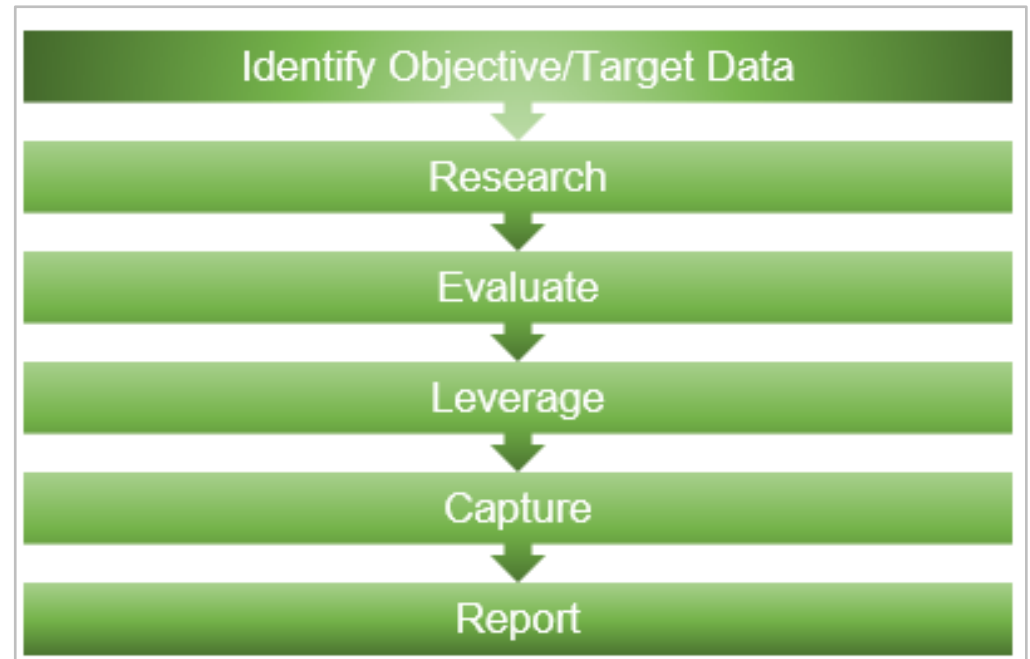 Identify Objective/Target Data
Research
Evaluate
Leverage
Capture
Report